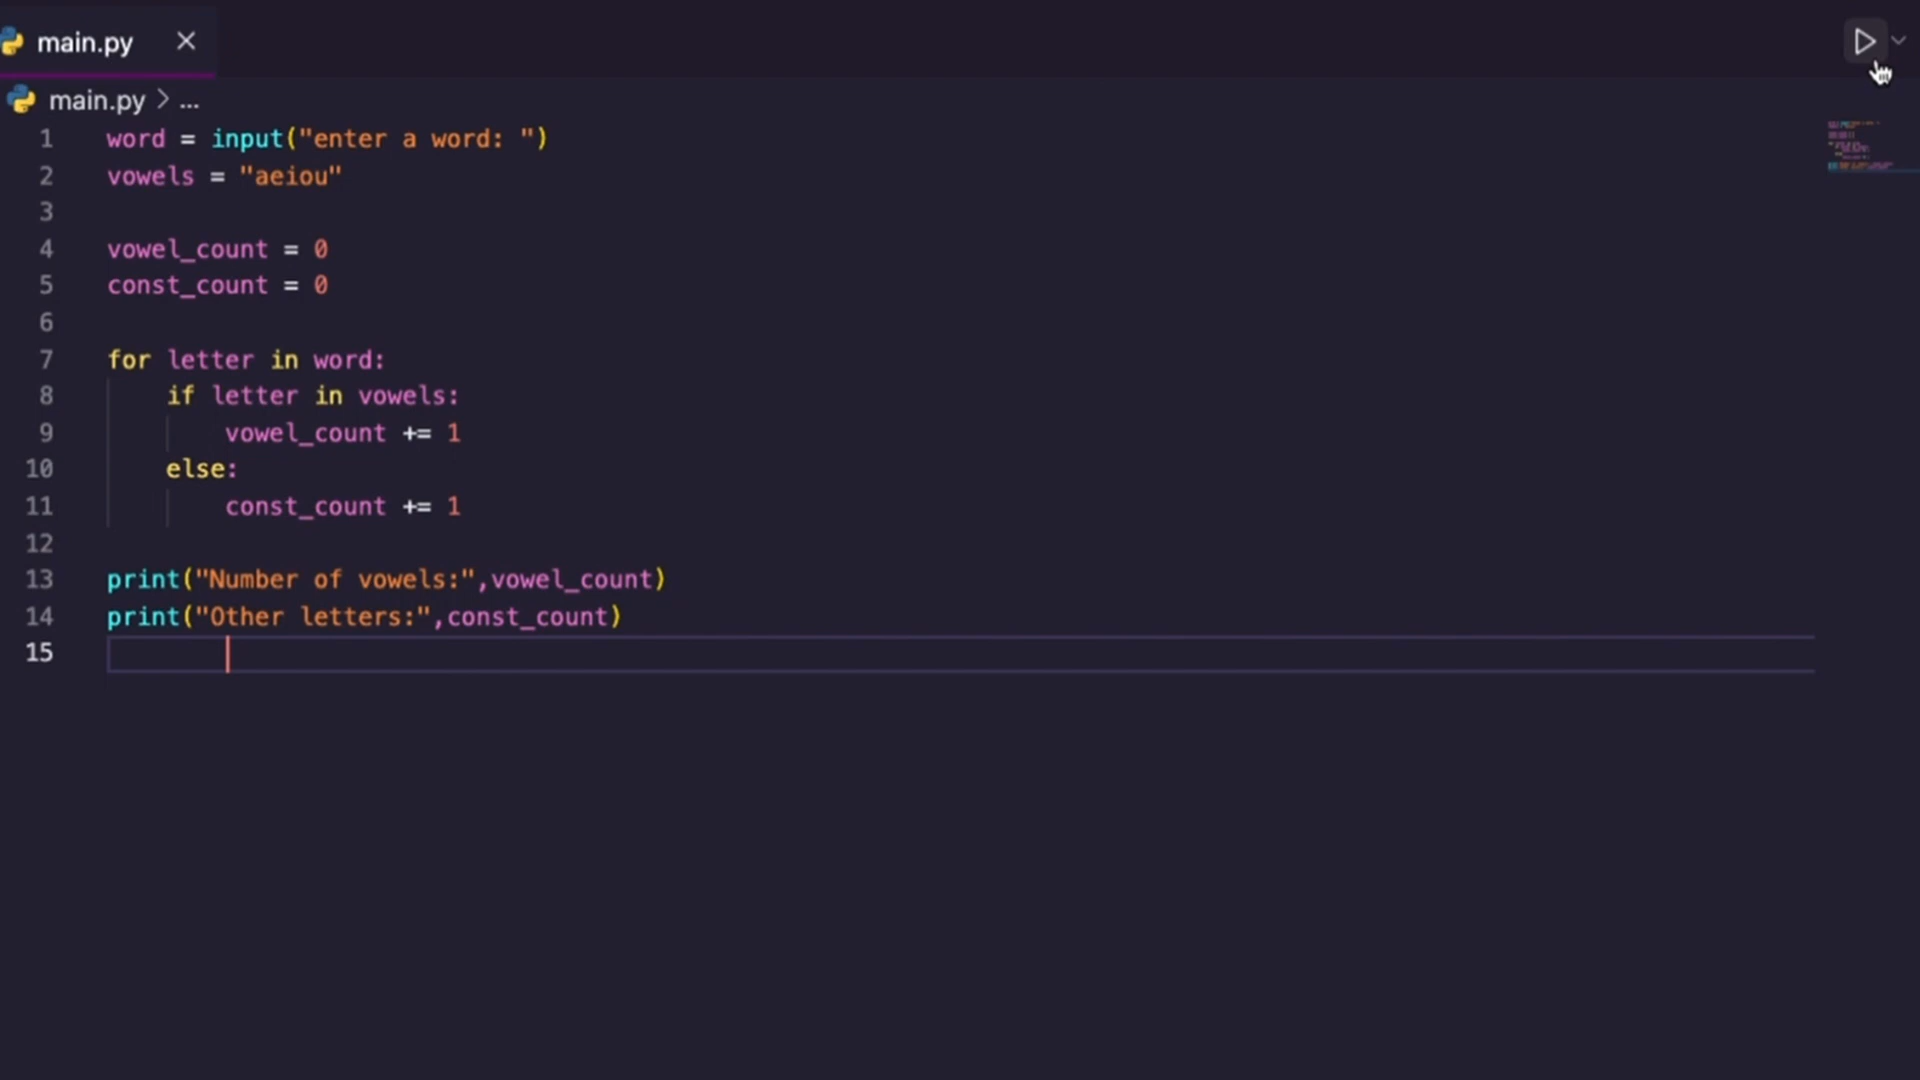 main.py
main.py > ...
1 word = input("enter a word: ")
2 vowels = "aeiou"
3
4 vowel_count = 0
5 const_count = 0
6
7 for letter in word:
8     if letter in vowels:
9         vowel_count += 1
10     else:
11         const_count += 1
12
13 print("Number of vowels:",vowel_count)
14 print("Other letters:",const_count)
15